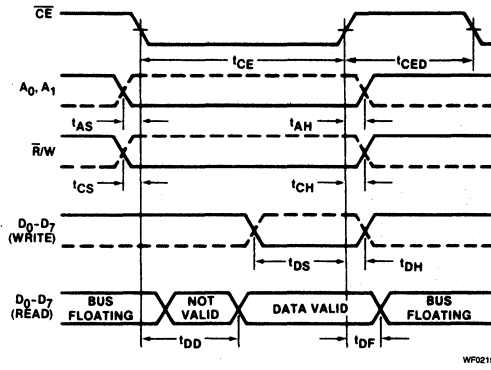 CE
tCE
tCED
A0, A1
tAS
tAH
R/W
tCS
tCH
D0-D7
(WRITE)
tDS
tDH
D0-D7
(READ)
BUS
FLOATING
NOT
VALID
DATA VALID
BUS
FLOATING
tDD
tDF